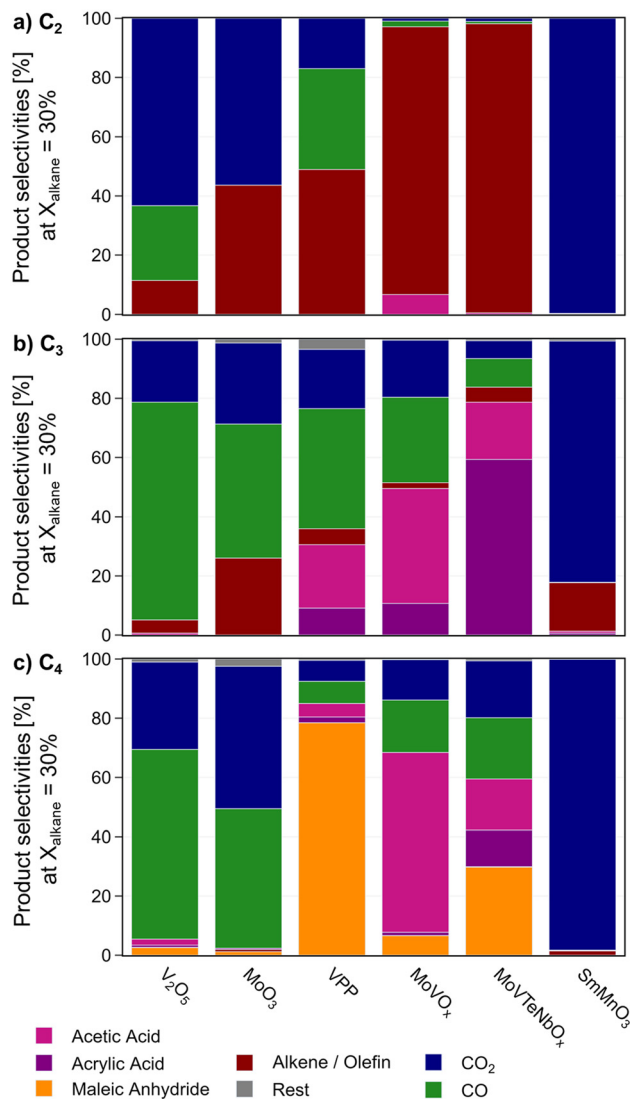 a) C₂
Product selectivities [%]
at Xalkane = 30%
100
80
60
40
20
0
b) C₃
Product selectivities [%]
at Xalkane = 30%
100
80
60
40
20
0
c) C₄
Product selectivities [%]
at Xalkane = 30%
100
80
60
40
20
0
V₂O₅
MoO₃
VPP
MoVOₓ
MoVTeNbOₓ
SmMnO₃
Acetic Acid
Acrylic Acid
Alkene / Olefin
CO₂
Maleic Anhydride
Rest
CO